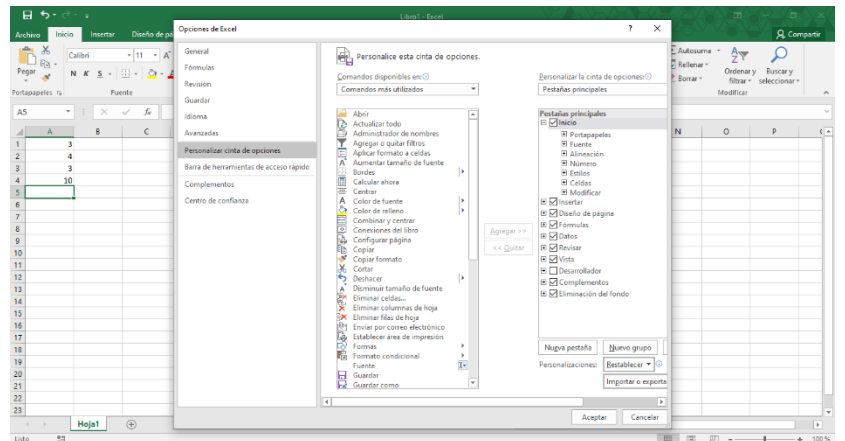 Libro1 - Excel
Archivo Inicio Insertar Diseño de pá
Compartir
Pegar
Calibri 11 A
N K S
Portapapeles Fuente
Autosuma
Rellenar
Borrar
Ordenar y filtrar
Buscar y seleccionar
Modificar
A5 fx
A B C N O P
1 3
2 4
3 3
4 10
5
6
7
8
9
10
11
12
13
14
15
16
17
18
19
20
21
22
23
Hoja1
Listo
100 %
Opciones de Excel ? ×
General
Fórmulas
Revisión
Guardar
Idioma
Avanzadas
Personalizar cinta de opciones
Barra de herramientas de acceso rápido
Complementos
Centro de confianza
Personalice esta cinta de opciones.
Comandos disponibles en:
Comandos más utilizados
Abrir
Actualizar todo
Administrador de nombres
Agregar o quitar filtros
Aplicar formato a celdas
Aumentar tamaño de fuente
Bordes
Calcular ahora
Centrar
Color de fuente
Color de relleno
Combinar y centrar
Conexiones del libro
Configurar página
Copiar
Copiar formato
Cortar
Deshacer
Disminuir tamaño de fuente
Eliminar celdas...
Eliminar columnas de hoja
Eliminar filas de hoja
Enviar por correo electrónico
Establecer área de impresión
Formas
Formato condicional
Fuente
Guardar
Guardar como
Agregar >>
<< Quitar
Personalizar la cinta de opciones:
Pestañas principales
Pestañas principales
Inicio
Portapapeles
Fuente
Alineación
Número
Estilos
Celdas
Modificar
Insertar
Diseño de página
Fórmulas
Datos
Revisar
Vista
Desarrollador
Complementos
Eliminación del fondo
Nueva pestaña Nuevo grupo
Personalizaciones: Restablecer
Importar o exporta
Aceptar Cancelar